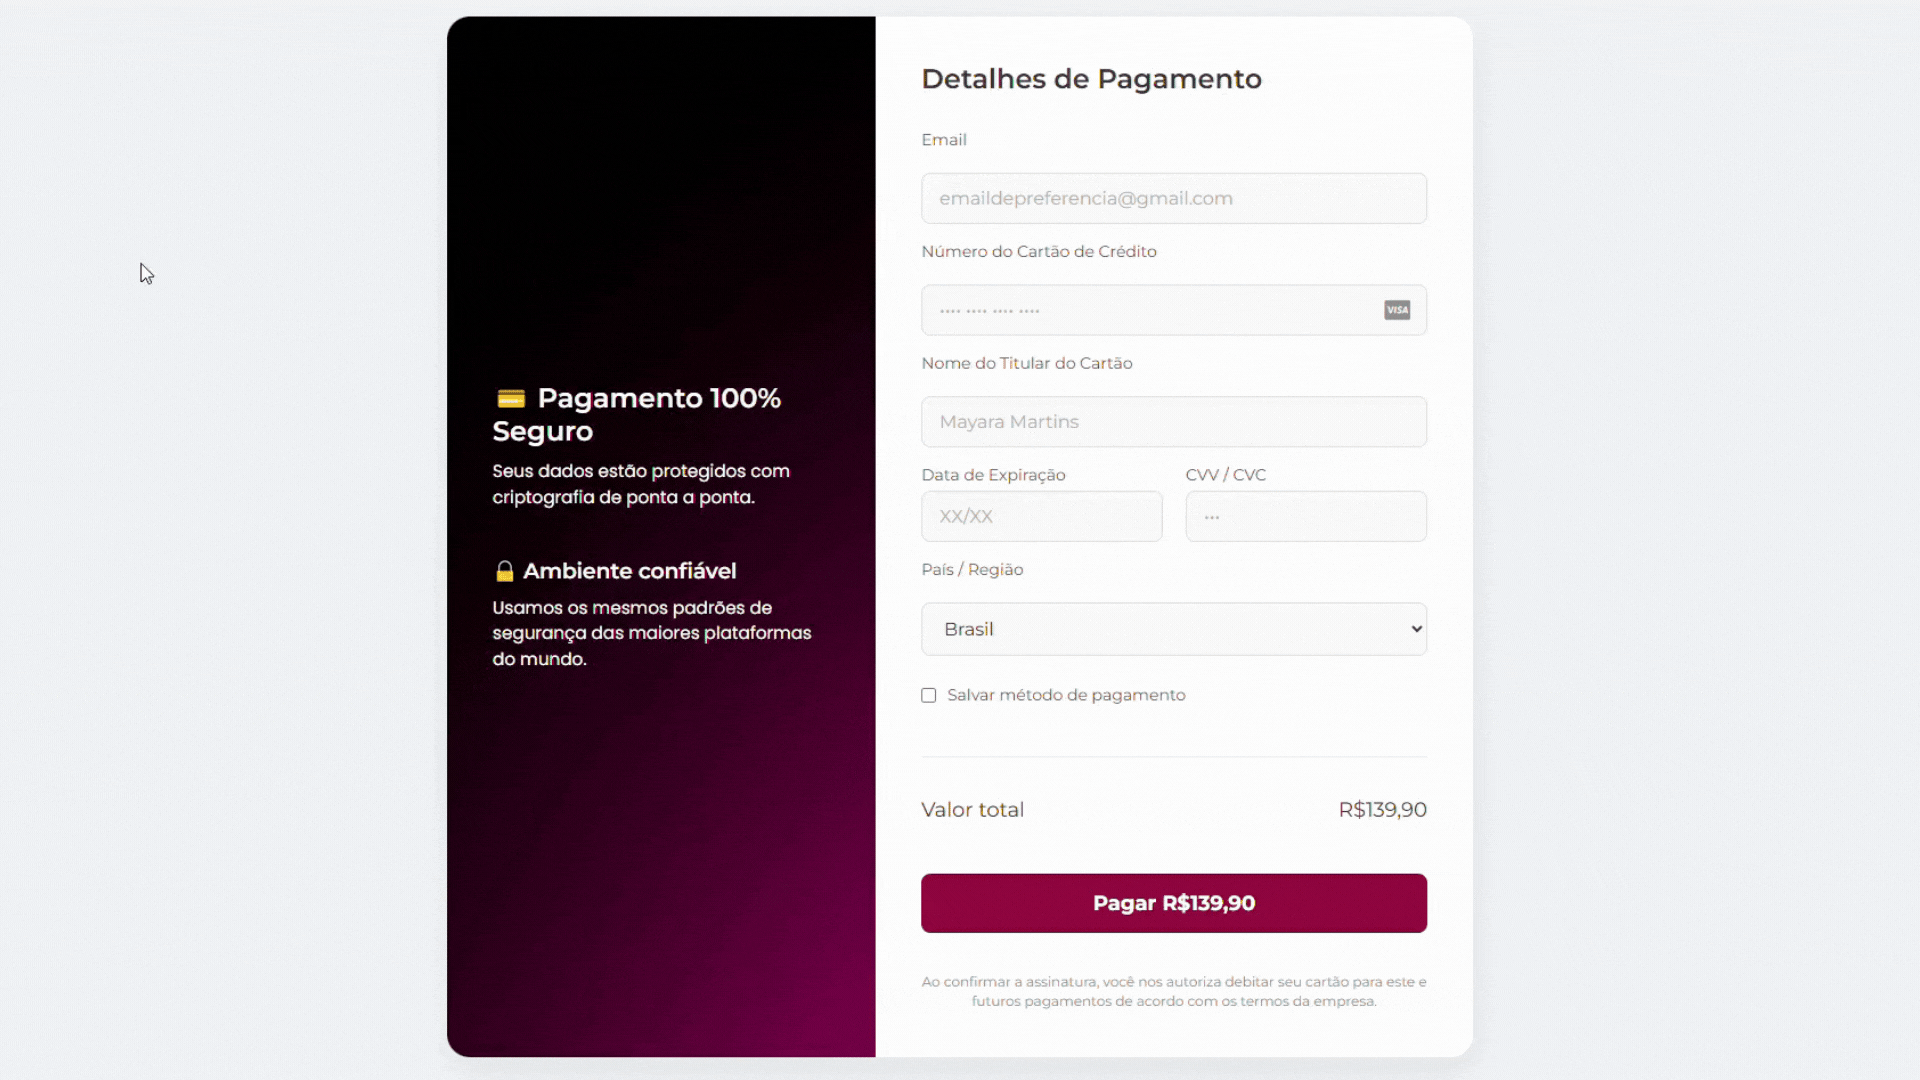 💳 Pagamento 100%
Seguro
Seus dados estão protegidos com
criptografia de ponta a ponta.
🔒 Ambiente confiável
Usamos os mesmos padrões de
segurança das maiores plataformas
do mundo.
Detalhes de Pagamento
Email
emaildepreferencia@gmail.com
Número do Cartão de Crédito
•••• •••• •••• •••• VISA
Nome do Titular do Cartão
Mayara Martins
Data de Expiração CVV / CVC
XX/XX •••
País / Região
Brasil
Salvar método de pagamento
Valor total R$139,90
Pagar R$139,90
Ao confirmar a assinatura, você nos autoriza debitar seu cartão para este e
futuros pagamentos de acordo com os termos da empresa.